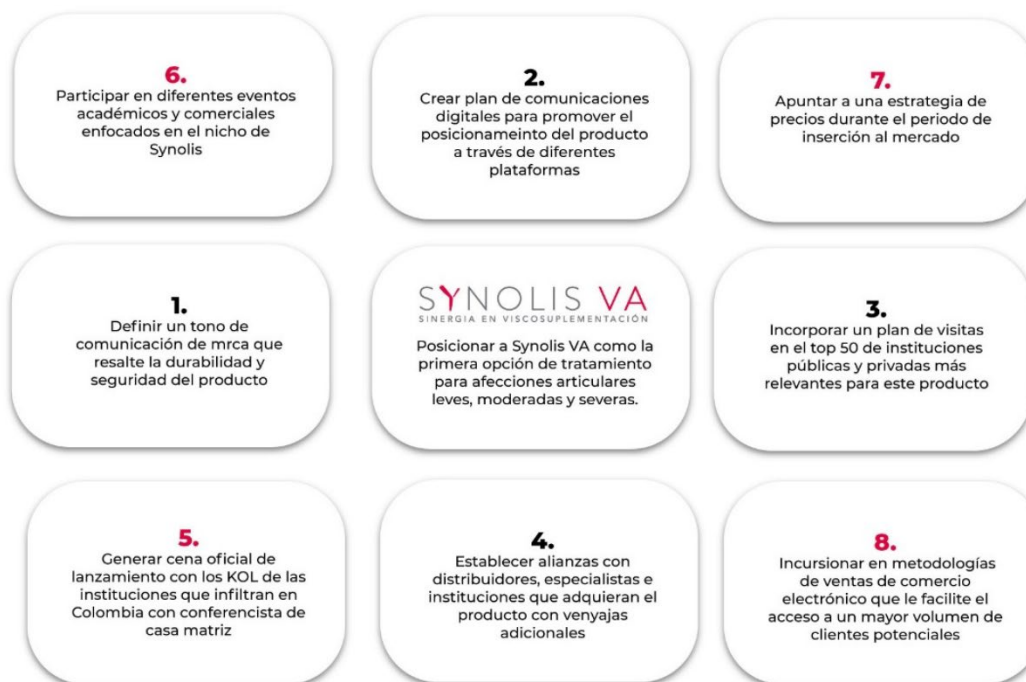 6.
Participar en diferentes eventos
académicos y comerciales
enfocados en el nicho de
Synolis
2.
Crear plan de comunicaciones
digitales para promover el
posicionameinto del producto
a través de diferentes
plataformas
7.
Apuntar a una estrategia de
precios durante el periodo de
inserción al mercado
1.
Definir un tono de
comunicación de mrca que
resalte la durabilidad y
seguridad del producto
SYNOLIS VA
SINERGIA EN VISCOSUPLEMENTACIÓN
Posicionar a Synolis VA como la
primera opción de tratamiento
para afecciones articulares
leves, moderadas y severas.
3.
Incorporar un plan de visitas
en el top 50 de instituciones
públicas y privadas más
relevantes para este producto
5.
Generar cena oficial de
lanzamiento con los KOL de las
instituciones que infiltran en
Colombia con conferencista de
casa matriz
4.
Establecer alianzas con
distribuidores, especialistas e
instituciones que adquieran el
producto con venyajas
adicionales
8.
Incursionar en metodologías
de ventas de comercio
electrónico que le facilite el
acceso a un mayor volumen de
clientes potenciales